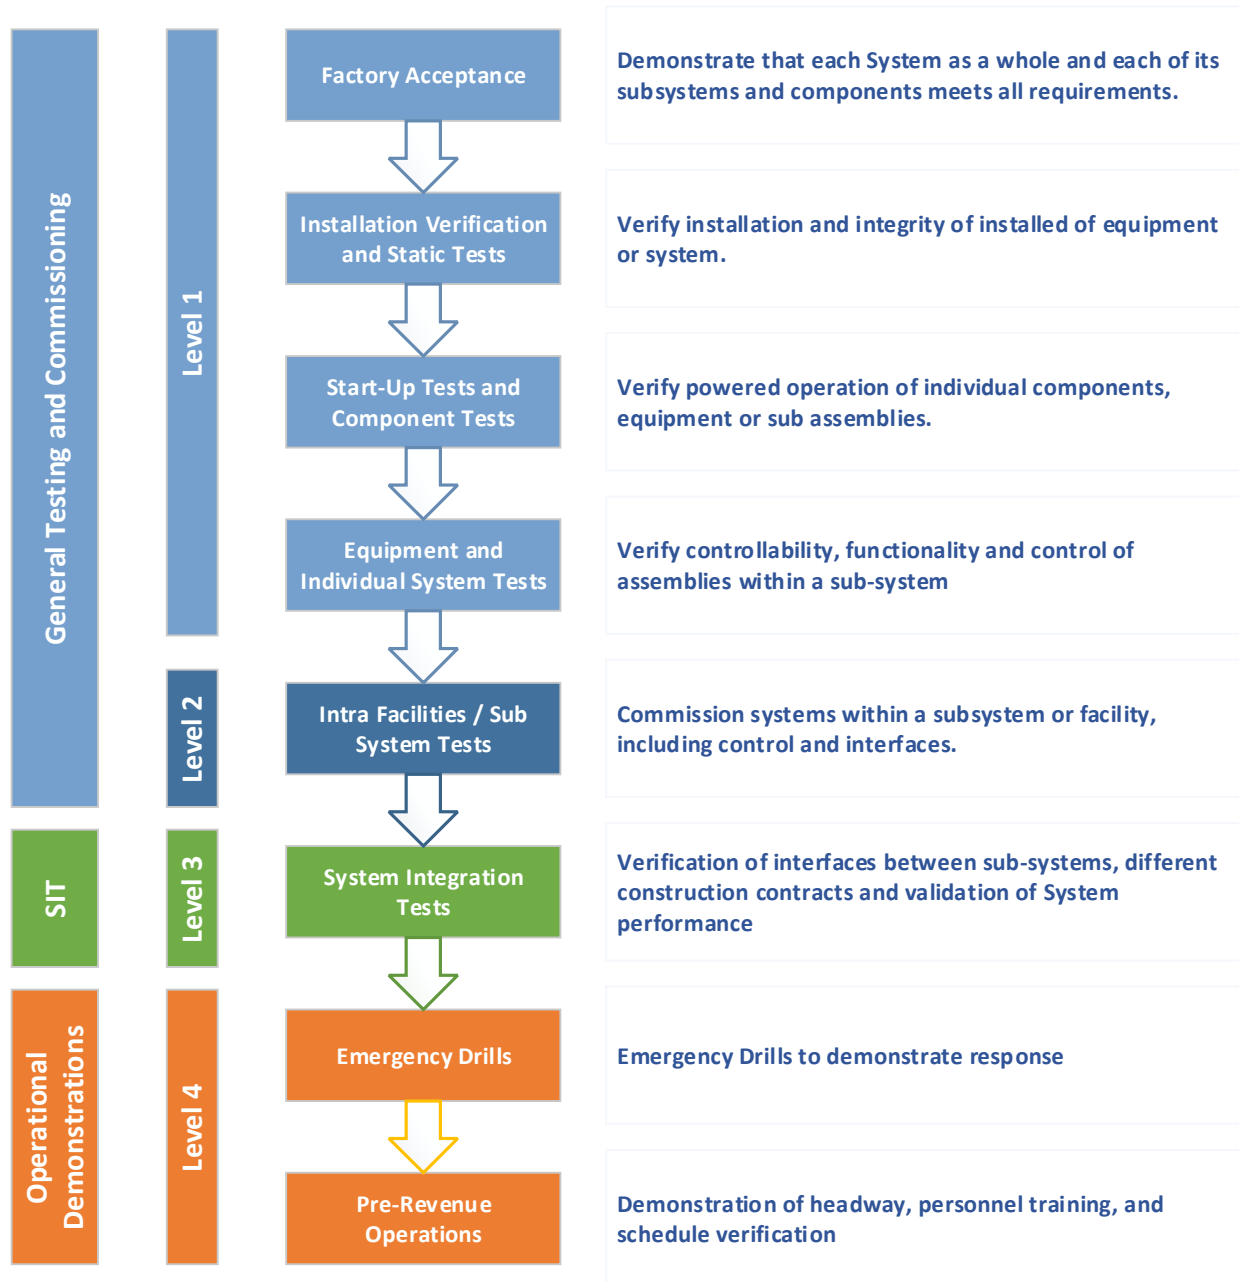 General Testing and Commissioning
Level 1
Factory Acceptance
Demonstrate that each System as a whole and each of its
subsystems and components meets all requirements.
Installation Verification
and Static Tests
Verify installation and integrity of installed of equipment
or system.
Start-Up Tests and
Component Tests
Verify powered operation of individual components,
equipment or sub assemblies.
Equipment and
Individual System Tests
Verify controllability, functionality and control of
assemblies within a sub-system
Level 2
Intra Facilities / Sub
System Tests
Commission systems within a subsystem or facility,
including control and interfaces.
SIT
Level 3
System Integration
Tests
Verification of interfaces between sub-systems, different
construction contracts and validation of System
performance
Operational
Demonstrations
Level 4
Emergency Drills
Emergency Drills to demonstrate response
Pre-Revenue
Operations
Demonstration of headway, personnel training, and
schedule verification